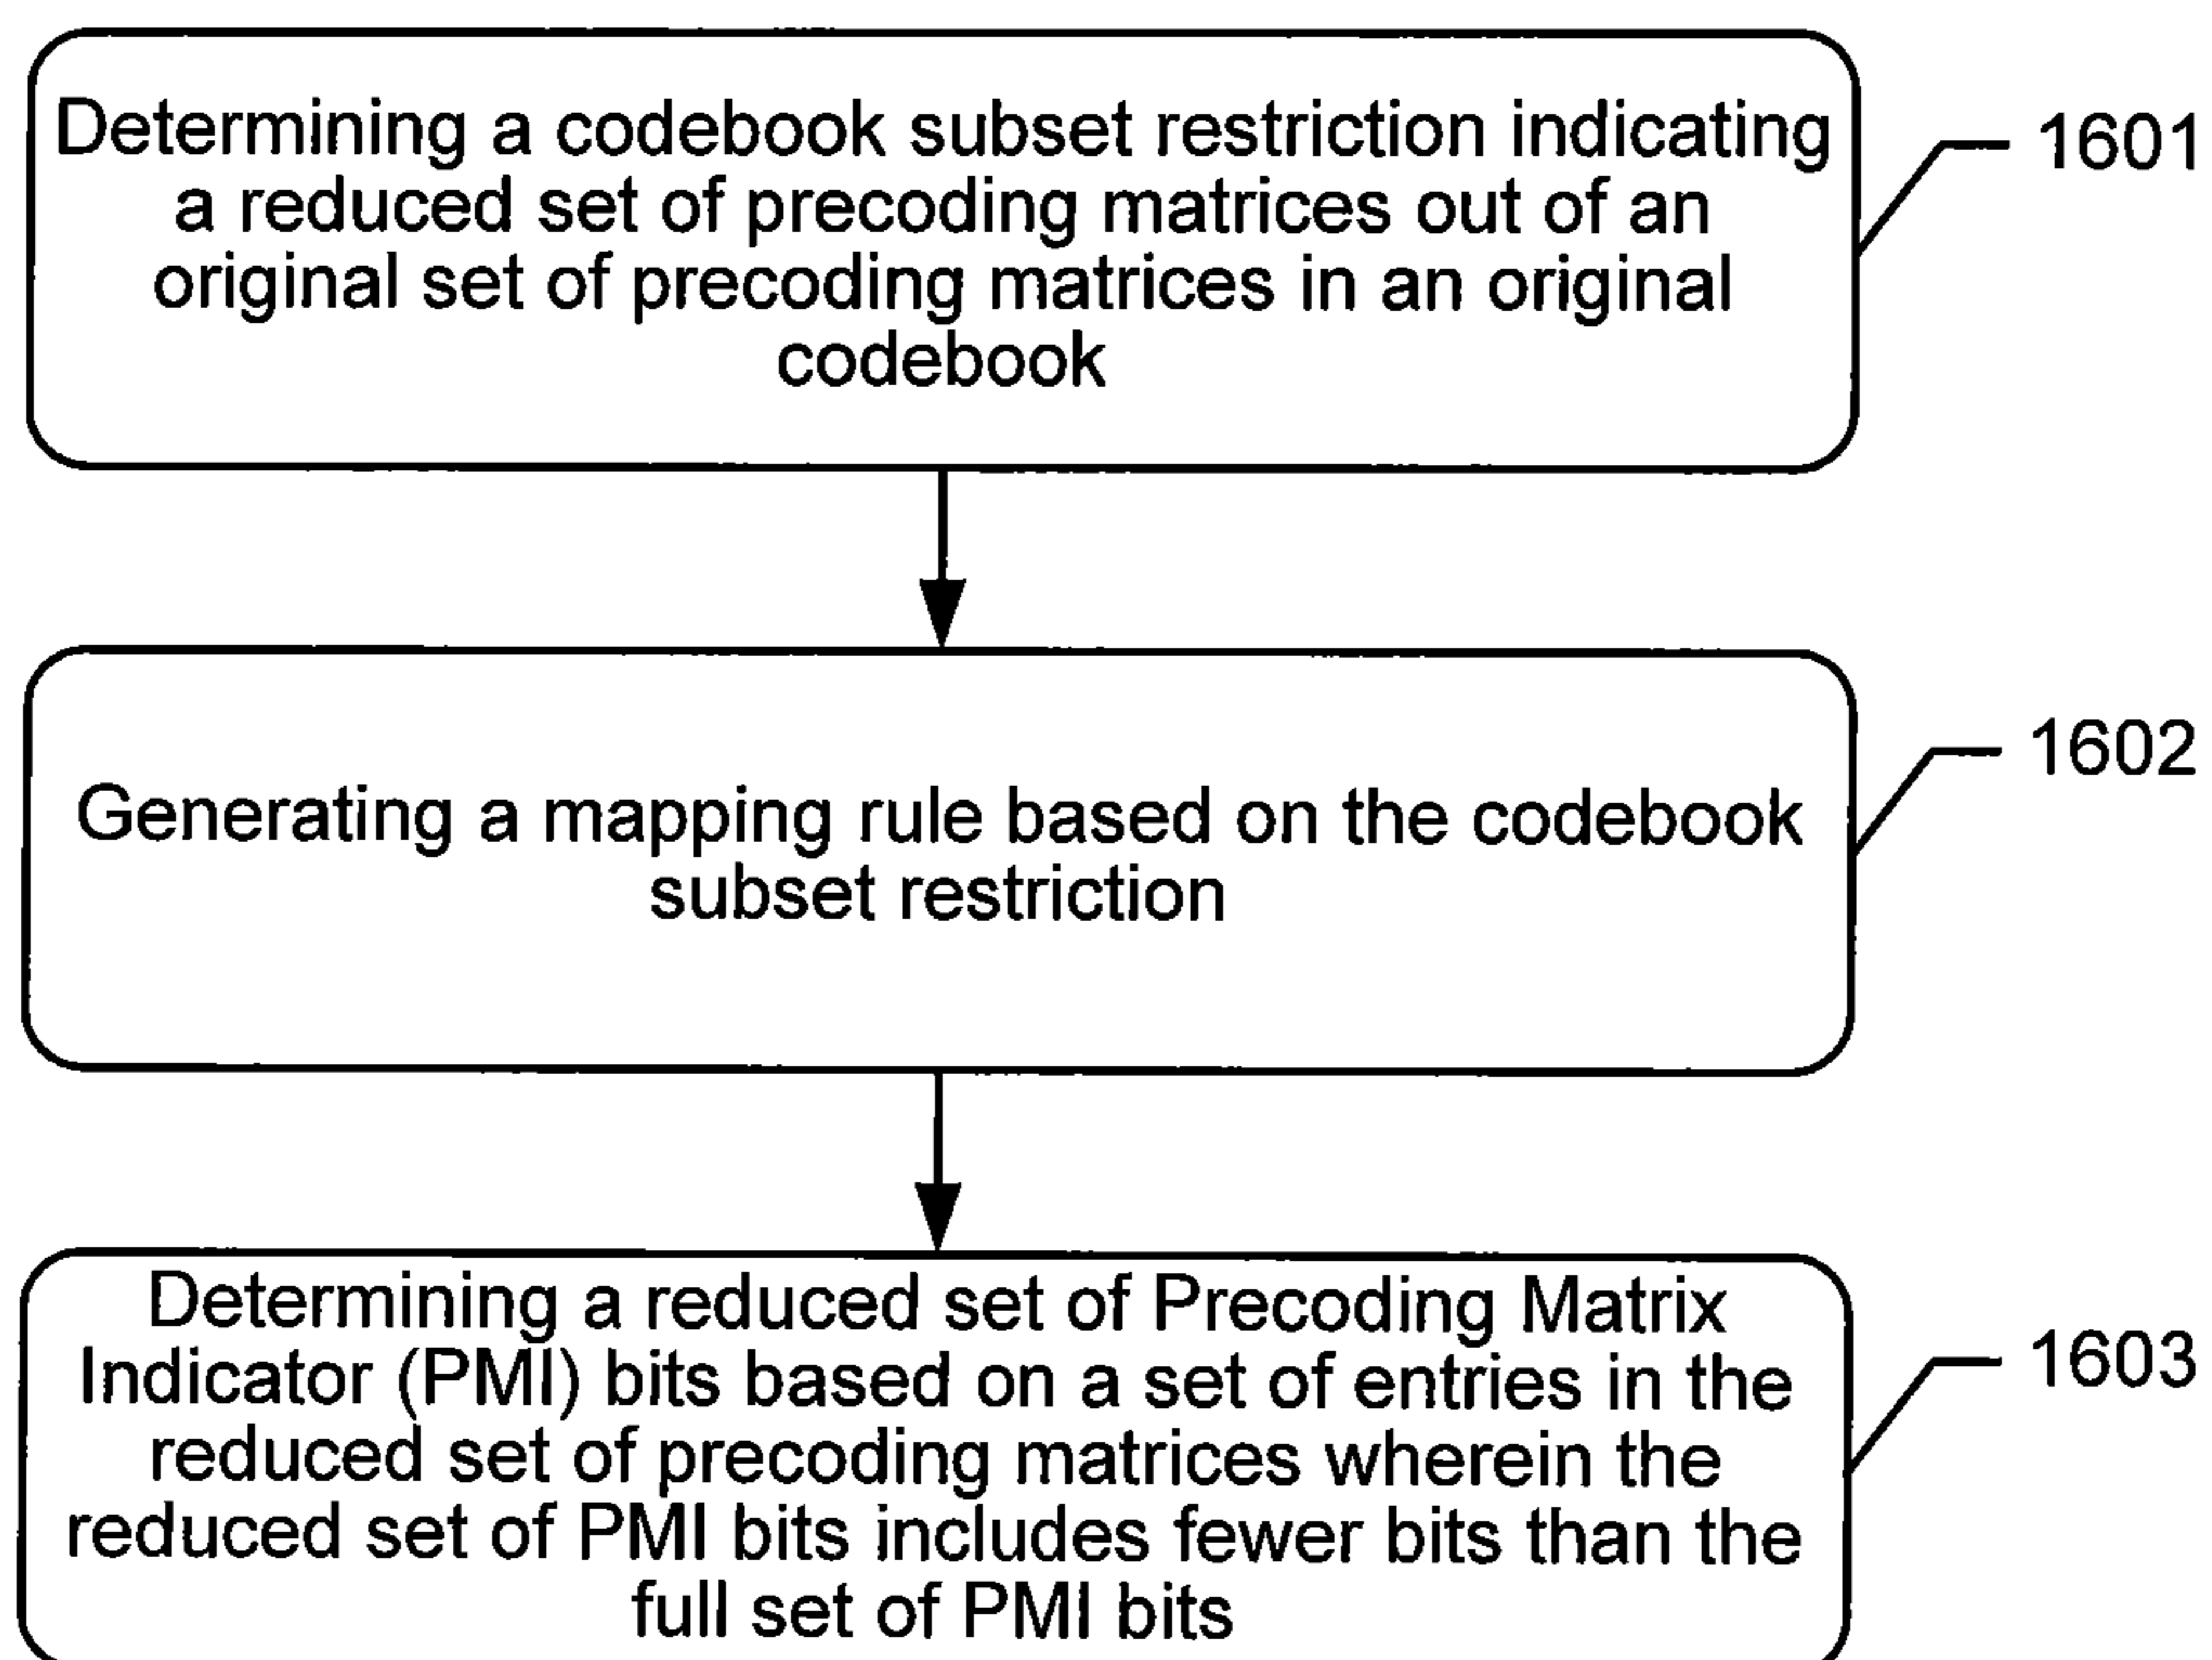 Determining a codebook subset restriction indicating
a reduced set of precoding matrices out of an
original set of precoding matrices in an original
codebook
1601
Generating a mapping rule based on the codebook
subset restriction
1602
Determining a reduced set of Precoding Matrix
Indicator (PMI) bits based on a set of entries in the
reduced set of precoding matrices wherein the
reduced set of PMI bits includes fewer bits than the
full set of PMI bits
1603